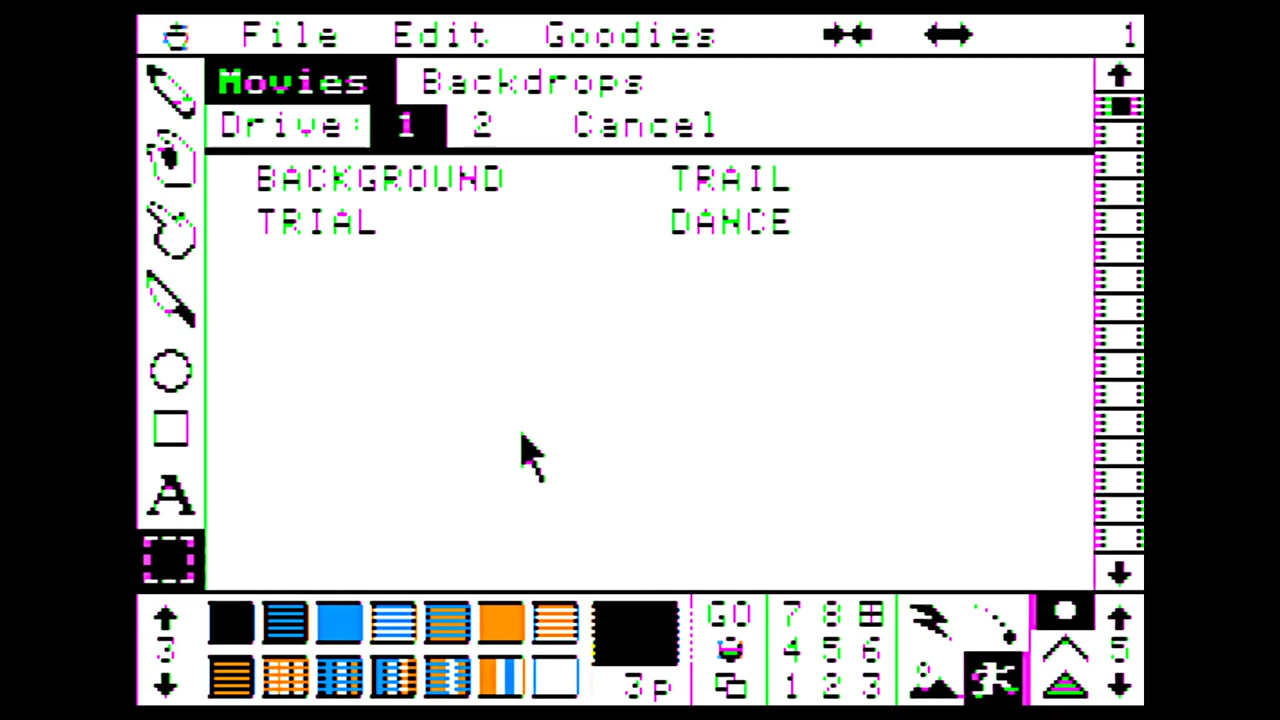 File Edit Goodies 1
Movies Backdrops
Drive: 1 2 Cancel
BACKGROUND TRAIL
TRIAL DANCE
A
3
3p
GO 7 8
4 5 6
1 2 3
5